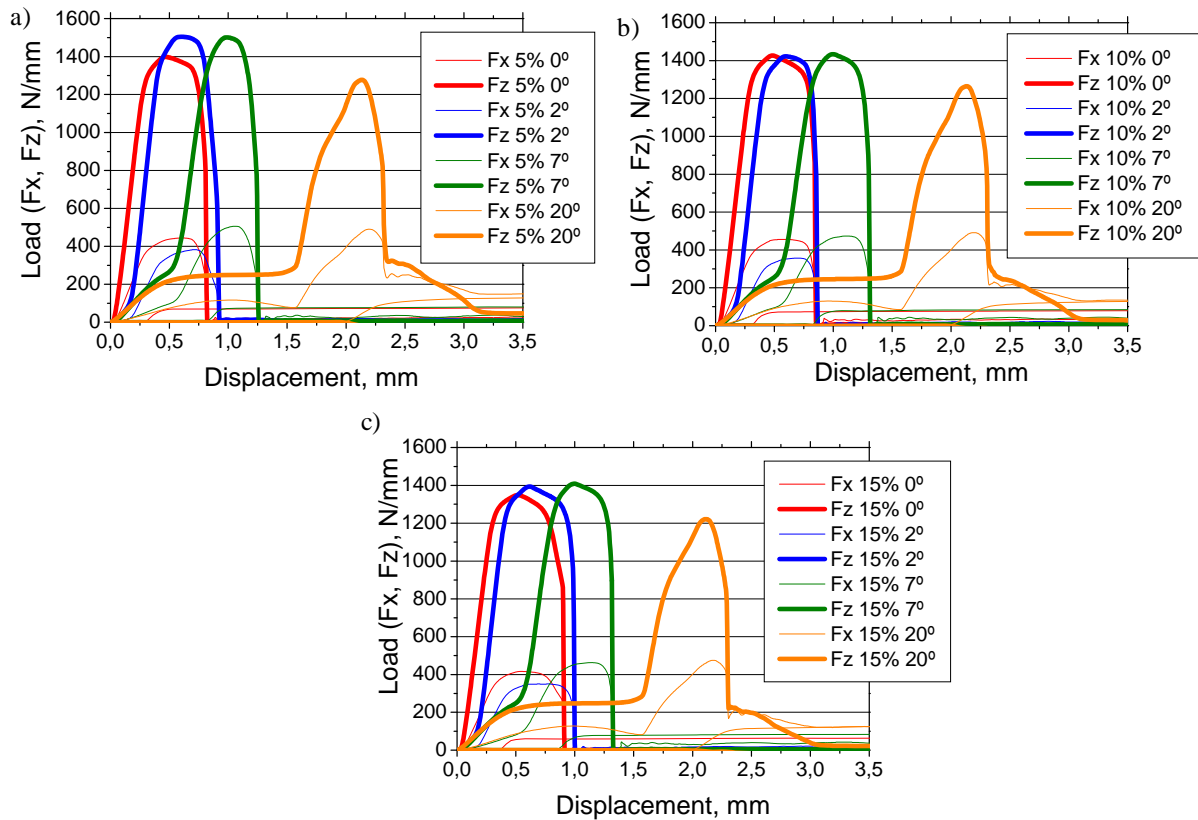 a)
Load (Fx, Fz), N/mm
1600
1400
1200
1000
800
600
400
200
0
0,0 0,5 1,0 1,5 2,0 2,5 3,0 3,5
Displacement, mm
Fx 5% 0º
Fz 5% 0º
Fx 5% 2º
Fz 5% 2º
Fx 5% 7º
Fz 5% 7º
Fx 5% 20º
Fz 5% 20º
b)
Load (Fx, Fz), N/mm
1600
1400
1200
1000
800
600
400
200
0
0,0 0,5 1,0 1,5 2,0 2,5 3,0 3,5
Displacement, mm
Fx 10% 0º
Fz 10% 0º
Fx 10% 2º
Fz 10% 2º
Fx 10% 7º
Fz 10% 7º
Fx 10% 20º
Fz 10% 20º
c)
Load (Fx, Fz), N/mm
1600
1400
1200
1000
800
600
400
200
0
0,0 0,5 1,0 1,5 2,0 2,5 3,0 3,5
Displacement, mm
Fx 15% 0º
Fz 15% 0º
Fx 15% 2º
Fz 15% 2º
Fx 15% 7º
Fz 15% 7º
Fx 15% 20º
Fz 15% 20º